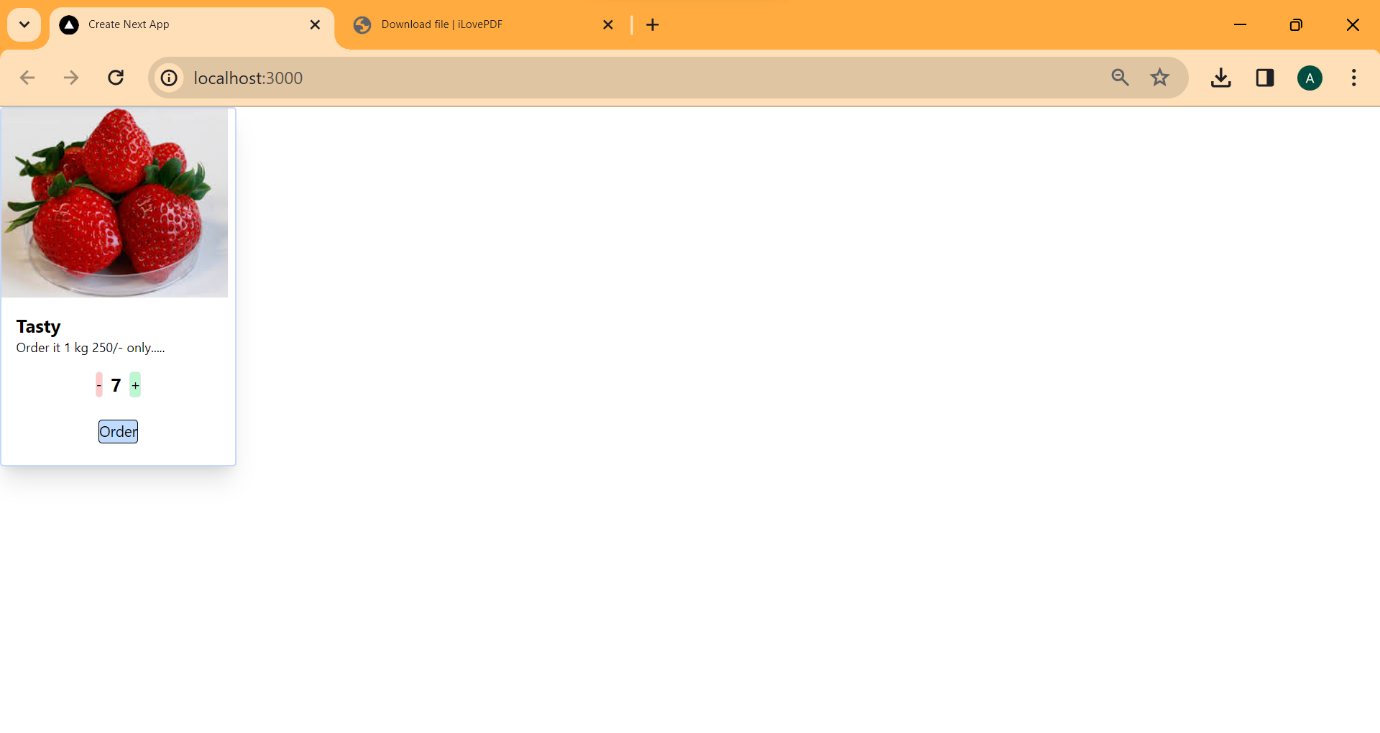 Create Next App
Download file | iLovePDF
localhost:3000
A
Tasty
Order it 1 kg 250/- only.....
- 7 +
Order